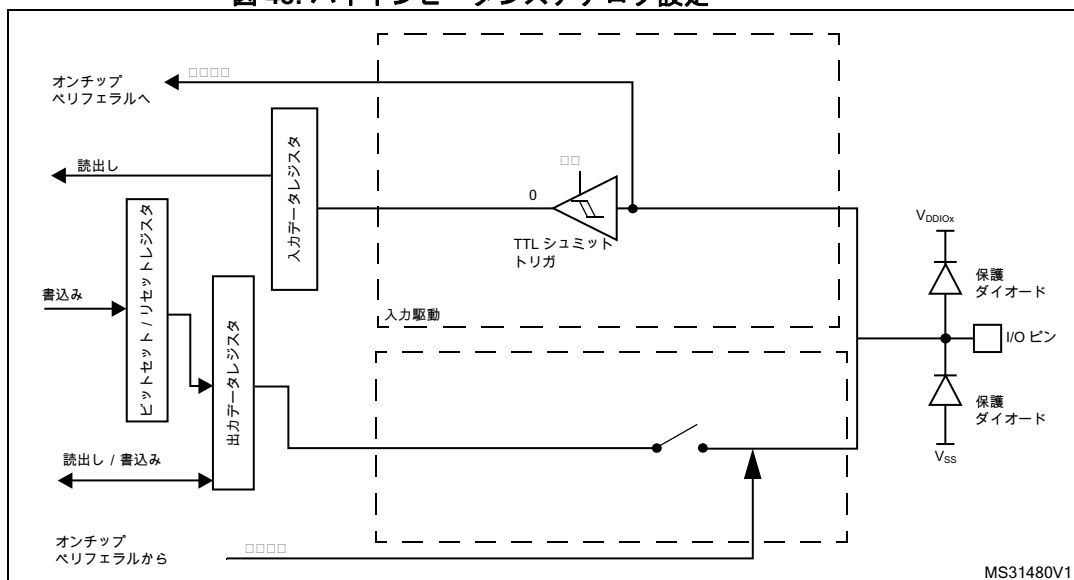 オンチップ
ペリフェラルへ
読出し
入力データレジスタ
0
TTL シュミット
トリガ
入力駆動
VDDIOx
保護
ダイオード
I/O ピン
保護
ダイオード
VSS
書込み
ビットセット / リセットレジスタ
出力データレジスタ
読出し / 書込み
オンチップ
ペリフェラルから
MS31480V1